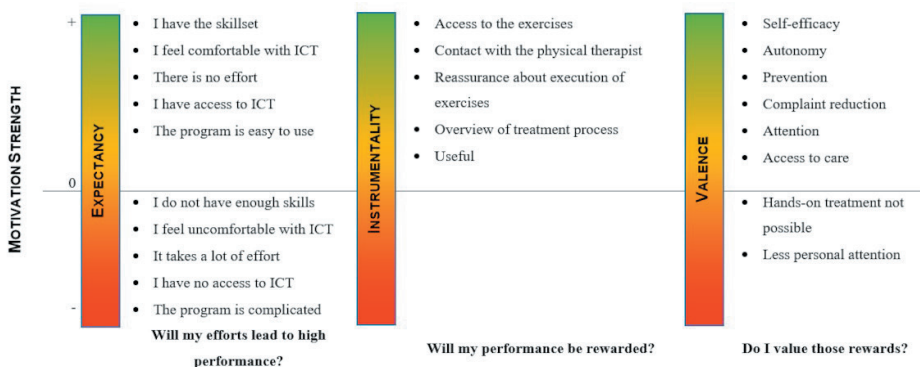 MOTIVATION STRENGTH
+
0
-
EXPECTANCY
• I have the skillset
• I feel comfortable with ICT
• There is no effort
• I have access to ICT
• The program is easy to use
• I do not have enough skills
• I feel uncomfortable with ICT
• It takes a lot of effort
• I have no access to ICT
• The program is complicated
Will my efforts lead to high
performance?
INSTRUMENTALITY
• Access to the exercises
• Contact with the physical therapist
• Reassurance about execution of
exercises
• Overview of treatment process
• Useful
Will my performance be rewarded?
VALENCE
• Self-efficacy
• Autonomy
• Prevention
• Complaint reduction
• Attention
• Access to care
• Hands-on treatment not
possible
• Less personal attention
Do I value those rewards?